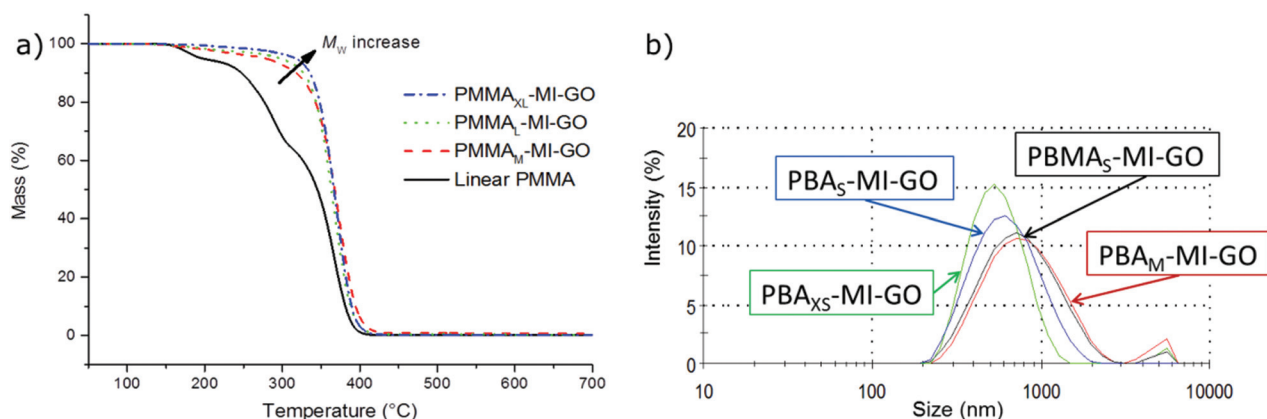 a)
M_W increase
PMMA_XL-MI-GO
PMMA_L-MI-GO
PMMA_M-MI-GO
Linear PMMA
Mass (%)
100
80
60
40
20
0
100 200 300 400 500 600 700
Temperature (°C)
b)
PBMA_S-MI-GO
PBA_S-MI-GO
PBA_M-MI-GO
PBA_XS-MI-GO
Intensity (%)
20
15
10
5
0
10 100 1000 10000
Size (nm)